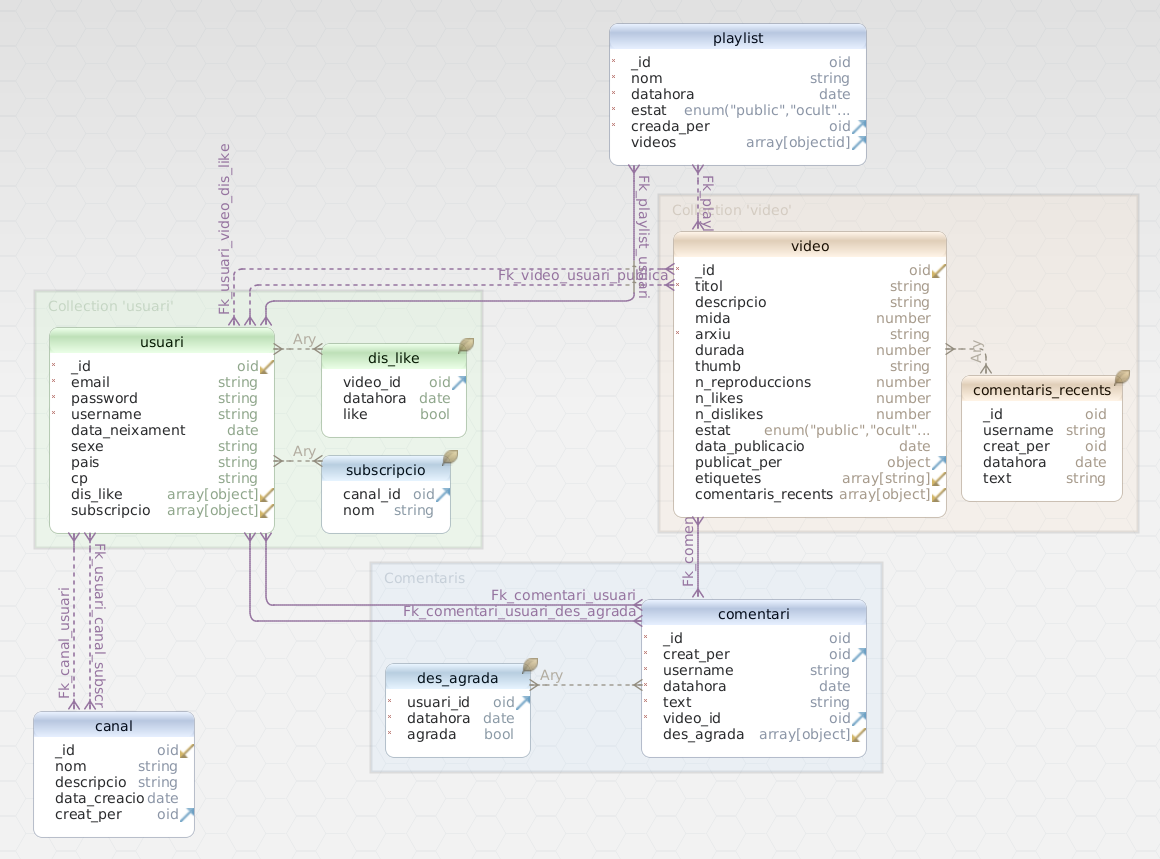 playlist
_id oid
nom string
datahora date
estat enum("public","ocult"...
creada_per oid
videos array[objectid]
Fk_usuari_video_dis_like
Fk_playlist_usuari
Fk_play
Fk_video_usuari_publica
Collection 'video'
video
_id oid
titol string
descripcio string
mida number
arxiu string
durada number
thumb string
n_reproduccions number
n_likes number
n_dislikes number
estat enum("public","ocult"...
data_publicacio date
publicat_per object
etiquetes array[string]
comentaris_recents array[object]
Ary
comentaris_recents
_id oid
username string
creat_per oid
datahora date
text string
Collection 'usuari'
usuari
_id oid
email string
password string
username string
data_neixament date
sexe string
pais string
cp string
dis_like array[object]
subscripcio array[object]
Ary
dis_like
video_id oid
datahora date
like bool
Ary
subscripcio
canal_id oid
nom string
Fk_canal_usuari
Fk_usuari_canal_subscr
Fk_comen
Comentaris
Fk_comentari_usuari
Fk_comentari_usuari_des_agrada
comentari
_id oid
creat_per oid
username string
datahora date
text string
video_id oid
des_agrada array[object]
Ary
des_agrada
usuari_id oid
datahora date
agrada bool
canal
_id oid
nom string
descripcio string
data_creacio date
creat_per oid